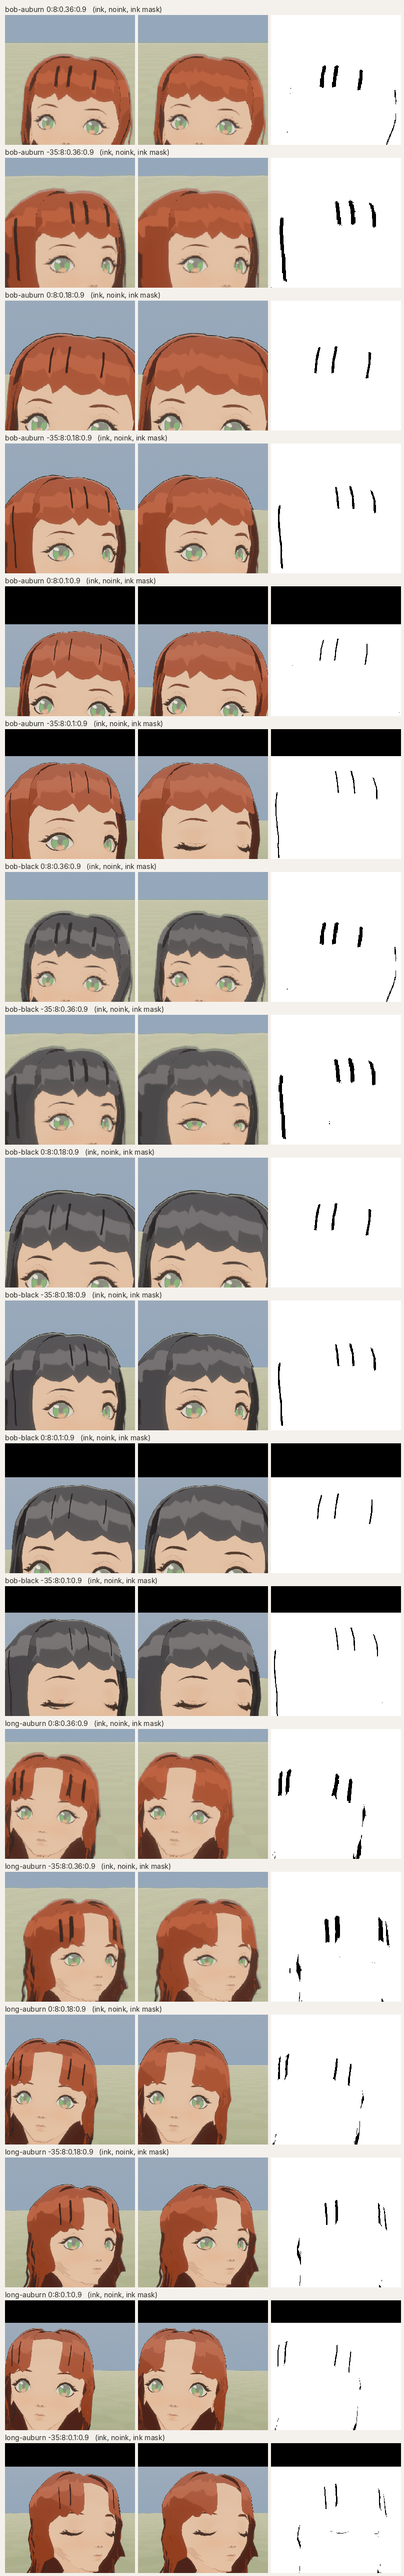 bob-auburn 0:8:0.36:0.9 (ink, noink, ink mask)
bob-auburn -35:8:0.36:0.9 (ink, noink, ink mask)
bob-auburn 0:8:0.18:0.9 (ink, noink, ink mask)
bob-auburn -35:8:0.18:0.9 (ink, noink, ink mask)
bob-auburn 0:8:0.1:0.9 (ink, noink, ink mask)
bob-auburn -35:8:0.1:0.9 (ink, noink, ink mask)
bob-black 0:8:0.36:0.9 (ink, noink, ink mask)
bob-black -35:8:0.36:0.9 (ink, noink, ink mask)
bob-black 0:8:0.18:0.9 (ink, noink, ink mask)
bob-black -35:8:0.18:0.9 (ink, noink, ink mask)
bob-black 0:8:0.1:0.9 (ink, noink, ink mask)
bob-black -35:8:0.1:0.9 (ink, noink, ink mask)
long-auburn 0:8:0.36:0.9 (ink, noink, ink mask)
long-auburn -35:8:0.36:0.9 (ink, noink, ink mask)
long-auburn 0:8:0.18:0.9 (ink, noink, ink mask)
long-auburn -35:8:0.18:0.9 (ink, noink, ink mask)
long-auburn 0:8:0.1:0.9 (ink, noink, ink mask)
long-auburn -35:8:0.1:0.9 (ink, noink, ink mask)